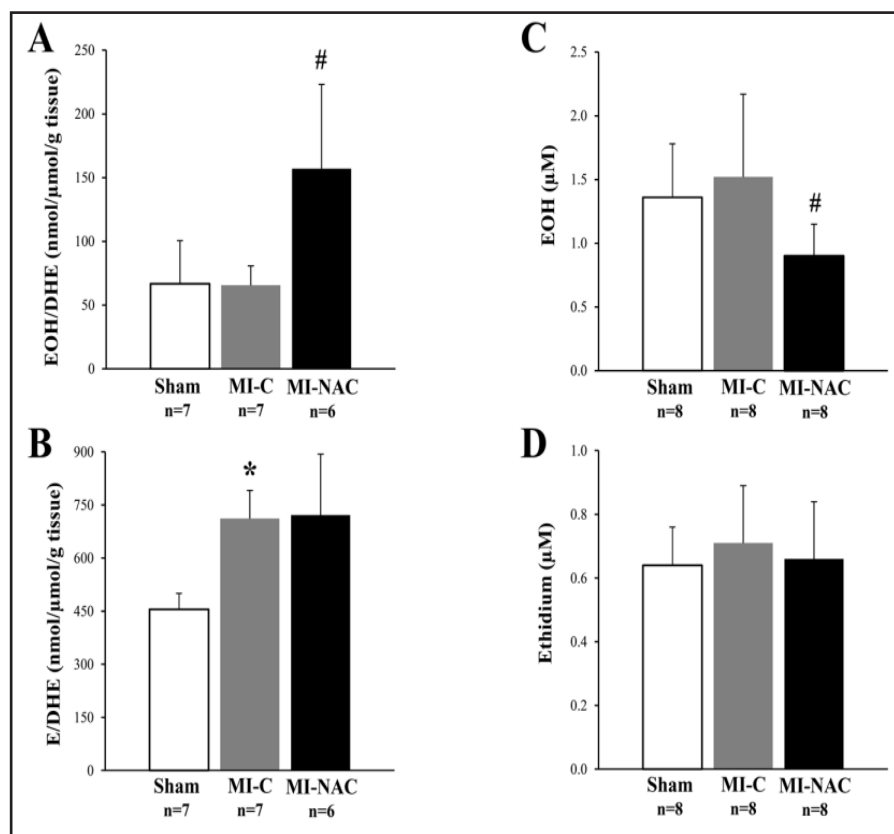 A
EOH/DHE (nmol/µmol/g tissue)
250
200
150
100
50
0
#
Sham MI-C MI-NAC
n=7 n=7 n=6
B
E/DHE (nmol/µmol/g tissue)
900
750
600
450
300
150
0
*
Sham MI-C MI-NAC
n=7 n=7 n=6
C
EOH (µM)
2.5
2.0
1.5
1.0
0.5
0.0
#
Sham MI-C MI-NAC
n=8 n=8 n=8
D
Ethidium (µM)
1.0
0.8
0.6
0.4
0.2
0.0
Sham MI-C MI-NAC
n=8 n=8 n=8